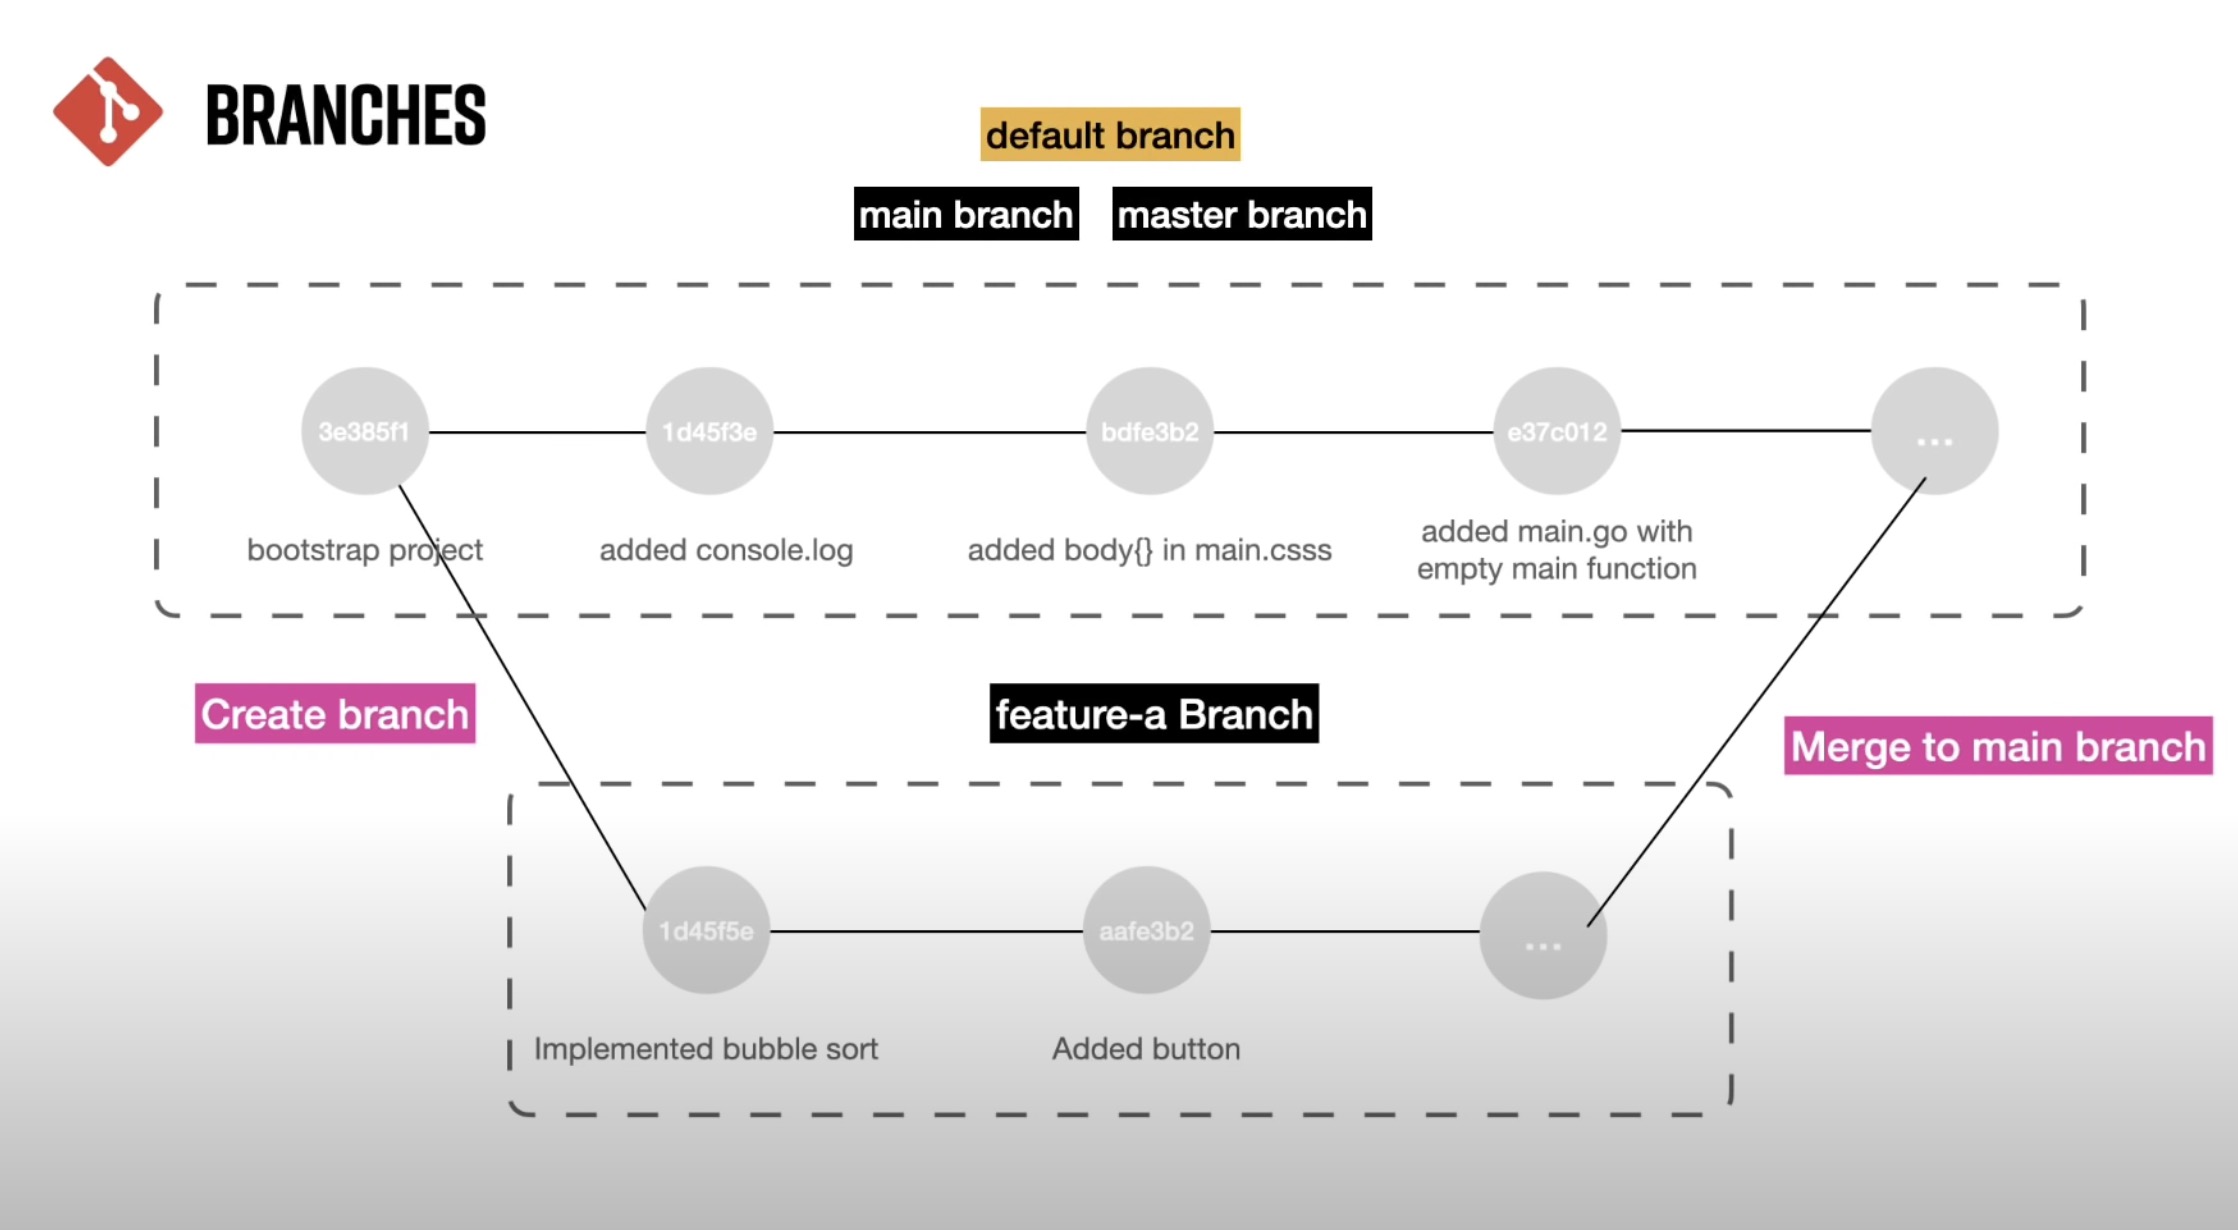 BRANCHES
default branch
main branch master branch
3e385f1 1d45f3e bdfe3b2 e37c012 ...
bootstrap project added console.log added body{} in main.csss added main.go with
empty main function
Create branch feature-a Branch Merge to main branch
1d45f5e aafe3b2 ...
Implemented bubble sort Added button